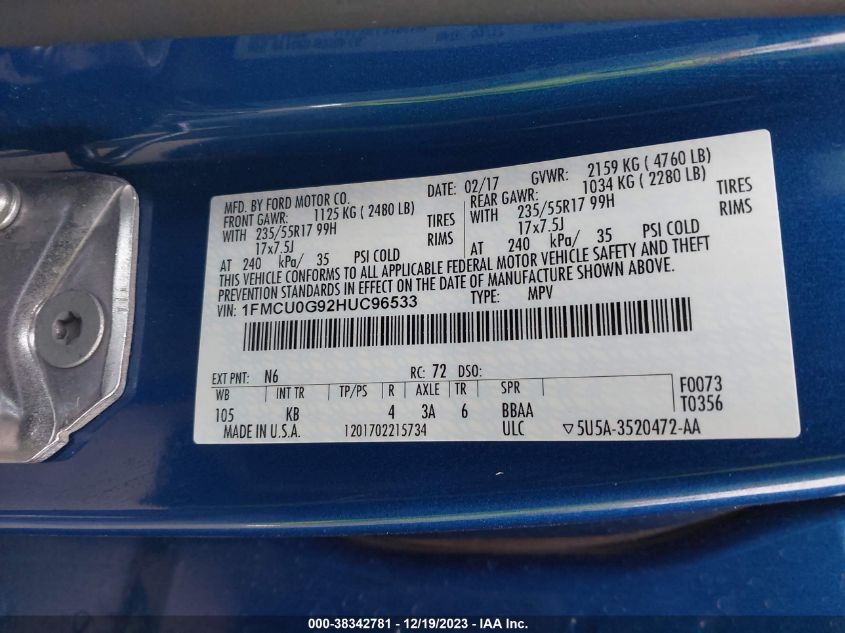 MFD. BY FORD MOTOR CO. DATE: 02/17 GVWR: 2159 KG ( 4760 LB)
FRONT GAWR: 1125 KG ( 2480 LB) REAR GAWR: 1034 KG ( 2280 LB)
WITH 235/55R17 99H TIRES WITH 235/55R17 99H TIRES
17x7.5J RIMS 17x7.5J RIMS
AT 240 kPa/ 35 PSI COLD AT 240 kPa/ 35 PSI COLD
THIS VEHICLE CONFORMS TO ALL APPLICABLE FEDERAL MOTOR VEHICLE SAFETY AND THEFT
PREVENTION STANDARDS IN EFFECT ON THE DATE OF MANUFACTURE SHOWN ABOVE.
VIN: 1FMCU0G92HUC96533 TYPE: MPV
EXT PNT: N6 RC: 72 DSO:
WB INT TR TP/PS R AXLE TR SPR F0073
105 KB 4 3A 6 BBAA T0356
MADE IN U.S.A. 1201702215734 ULC ▽5U5A-3520472-AA
000-38342781 - 12/19/2023 - IAA Inc.